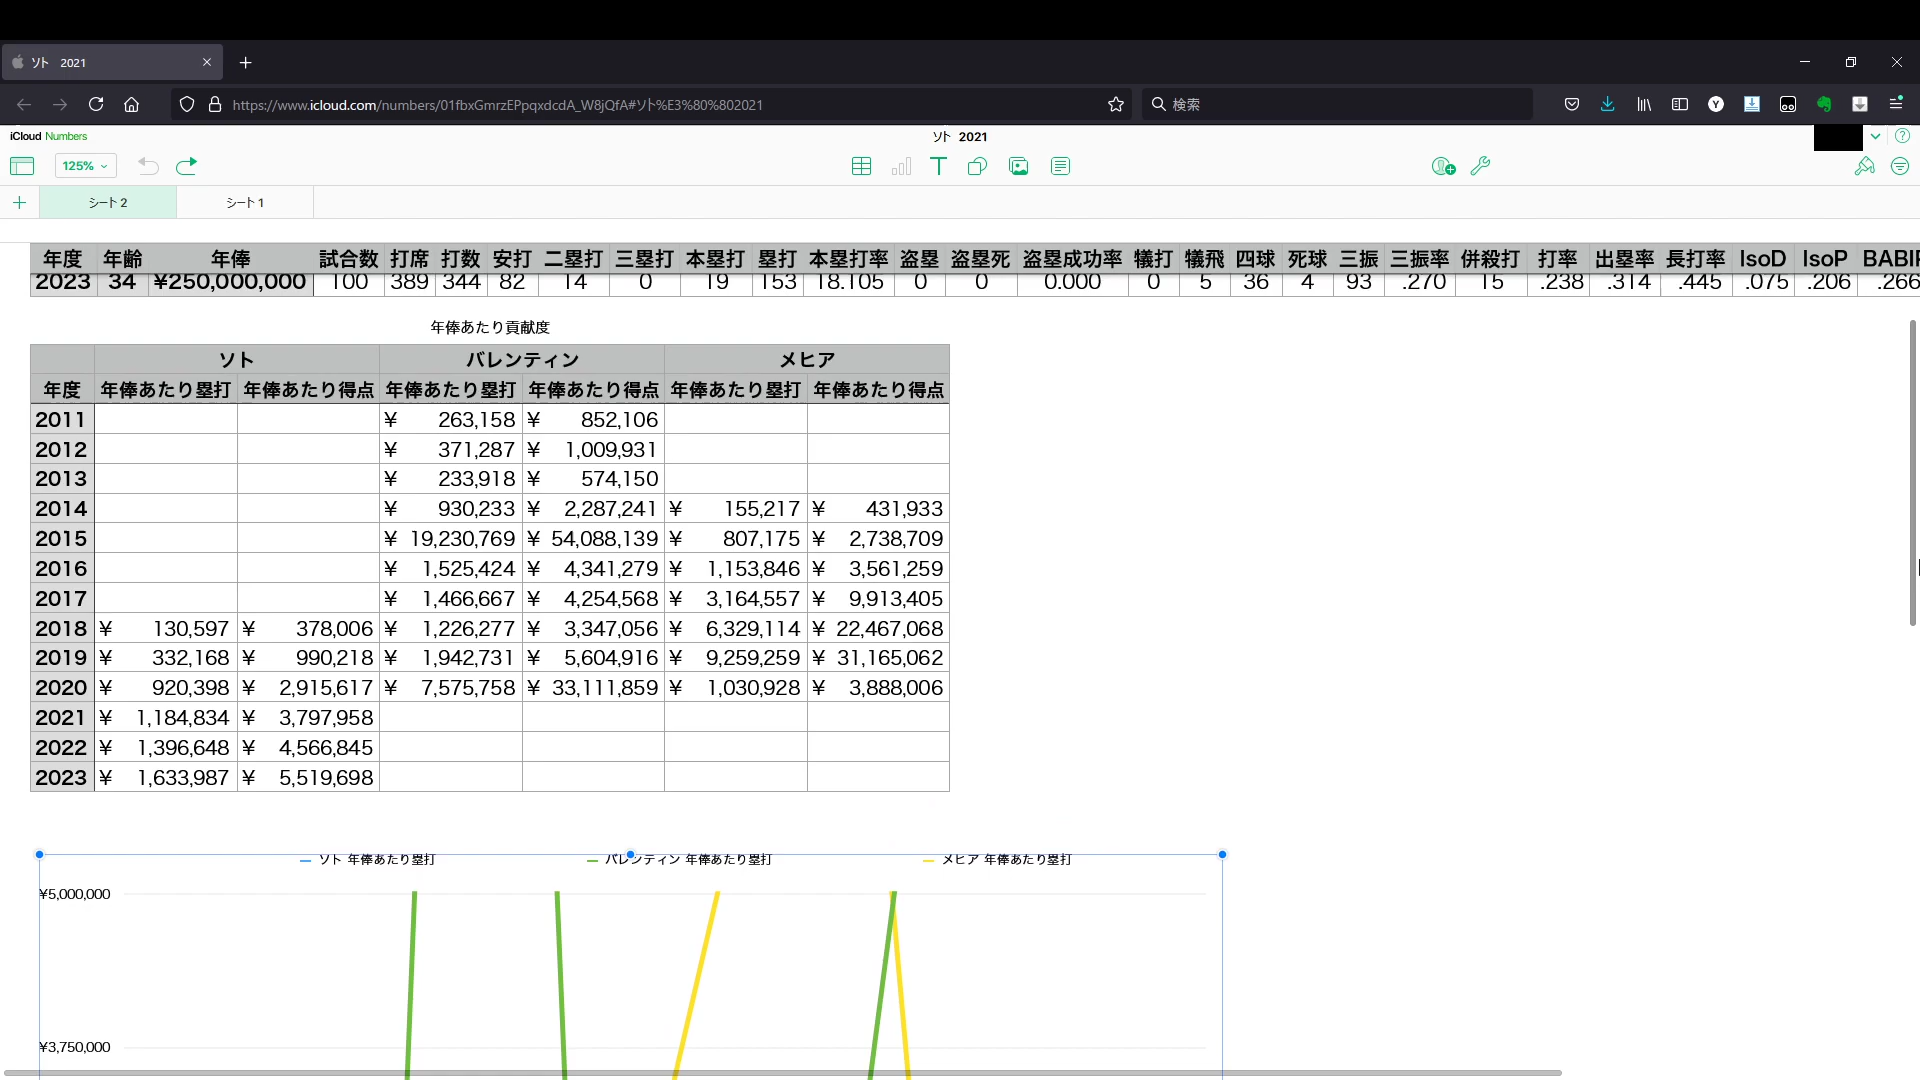 ソト 2021
https://www.icloud.com/numbers/01fbxGmrzEPpqxdcdA_W8jQfA#ソト%E3%80%802021
検索
iCloud Numbers
ソト 2021
125%
シート 2 シート 1
年度 年齢 年俸 試合数 打席 打数 安打 二塁打 三塁打 本塁打 塁打 本塁打率 盗塁 盗塁死 盗塁成功率 犠打 犠飛 四球 死球 三振 三振率 併殺打 打率 出塁率 長打率 IsoD IsoP BABIP
2023 34 ¥250,000,000 100 389 344 82 14 0 19 153 18.105 0 0 0.000 0 5 36 4 93 .270 15 .238 .314 .445 .075 .206 .266
年俸あたり貢献度
ソト バレンティン メヒア
年度 年俸あたり塁打 年俸あたり得点 年俸あたり塁打 年俸あたり得点 年俸あたり塁打 年俸あたり得点
2011 ¥ 263,158 ¥ 852,106
2012 ¥ 371,287 ¥ 1,009,931
2013 ¥ 233,918 ¥ 574,150
2014 ¥ 930,233 ¥ 2,287,241 ¥ 155,217 ¥ 431,933
2015 ¥ 19,230,769 ¥ 54,088,139 ¥ 807,175 ¥ 2,738,709
2016 ¥ 1,525,424 ¥ 4,341,279 ¥ 1,153,846 ¥ 3,561,259
2017 ¥ 1,466,667 ¥ 4,254,568 ¥ 3,164,557 ¥ 9,913,405
2018 ¥ 130,597 ¥ 378,006 ¥ 1,226,277 ¥ 3,347,056 ¥ 6,329,114 ¥ 22,467,068
2019 ¥ 332,168 ¥ 990,218 ¥ 1,942,731 ¥ 5,604,916 ¥ 9,259,259 ¥ 31,165,062
2020 ¥ 920,398 ¥ 2,915,617 ¥ 7,575,758 ¥ 33,111,859 ¥ 1,030,928 ¥ 3,888,006
2021 ¥ 1,184,834 ¥ 3,797,958
2022 ¥ 1,396,648 ¥ 4,566,845
2023 ¥ 1,633,987 ¥ 5,519,698
ソト 年俸あたり塁打 バレンティン 年俸あたり塁打 メヒア 年俸あたり塁打
¥5,000,000
¥3,750,000